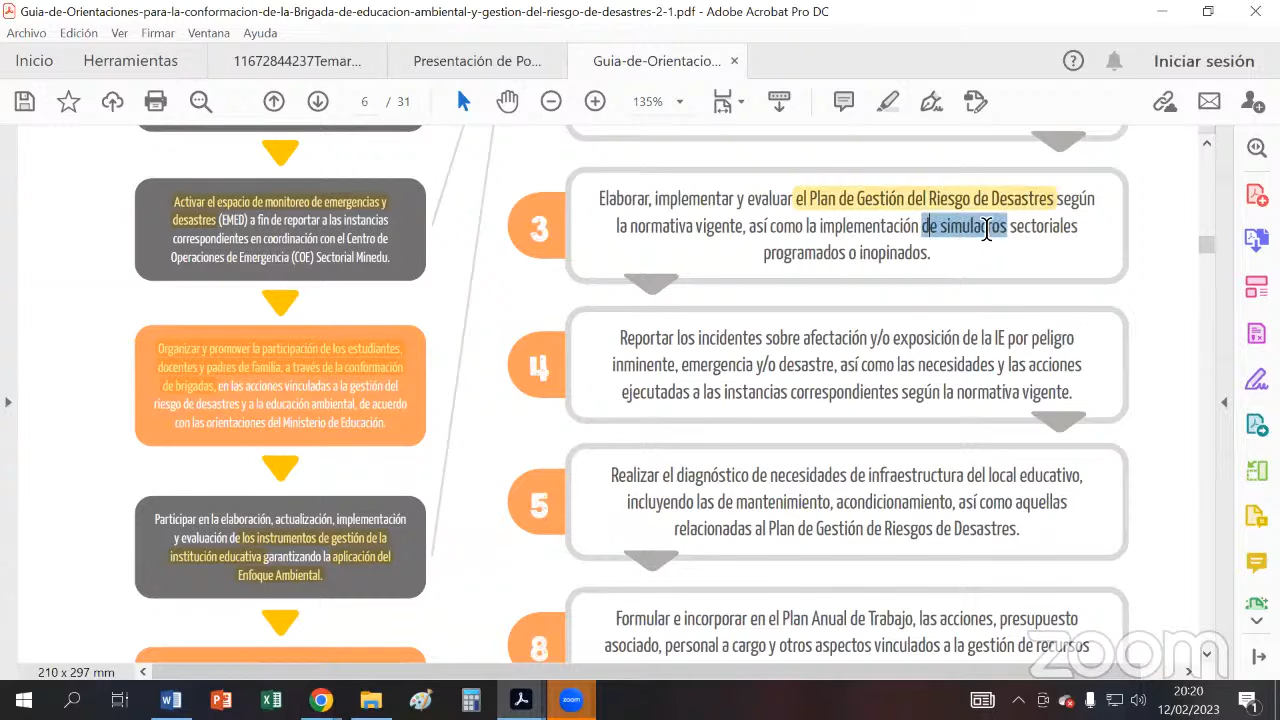 Guia-de-Orientaciones-para-la-conformacion-de-la-Brigada-de-educacion-ambiental-y-gestion-del-riesgo-de-desastres-2-1.pdf - Adobe Acrobat Pro DC
Archivo Edición Ver Firmar Ventana Ayuda
Inicio Herramientas 11672844237Temar... Presentación de Po... Guia-de-Orientacio... × Iniciar sesión
6 / 31 135%
Activar el espacio de monitoreo de emergencias y
desastres (EMED) a fin de reportar a las instancias
correspondientes en coordinación con el Centro de
Operaciones de Emergencia (COE) Sectorial Minedu.
Organizar y promover la participación de los estudiantes,
docentes y padres de familia, a través de la conformación
de brigadas, en las acciones vinculadas a la gestión del
riesgo de desastres y a la educación ambiental, de acuerdo
con las orientaciones del Ministerio de Educación.
Participar en la elaboración, actualización, implementación
y evaluación de los instrumentos de gestión de la
institución educativa garantizando la aplicación del
Enfoque Ambiental.
3
Elaborar, implementar y evaluar el Plan de Gestión del Riesgo de Desastres según
la normativa vigente, así como la implementación de simulacros sectoriales
programados o inopinados.
4
Reportar los incidentes sobre afectación y/o exposición de la IE por peligro
inminente, emergencia y/o desastre, así como las necesidades y las acciones
ejecutadas a las instancias correspondientes según la normativa vigente.
5
Realizar el diagnóstico de necesidades de infraestructura del local educativo,
incluyendo las de mantenimiento, acondicionamiento, así como aquellas
relacionadas al Plan de Gestión de Riesgos de Desastres.
8
Formular e incorporar en el Plan Anual de Trabajo, las acciones, presupuesto
asociado, personal a cargo y otros aspectos vinculados a la gestión de recursos
zoom
210 x 297 mm
zoom
20:20
12/02/2023
1